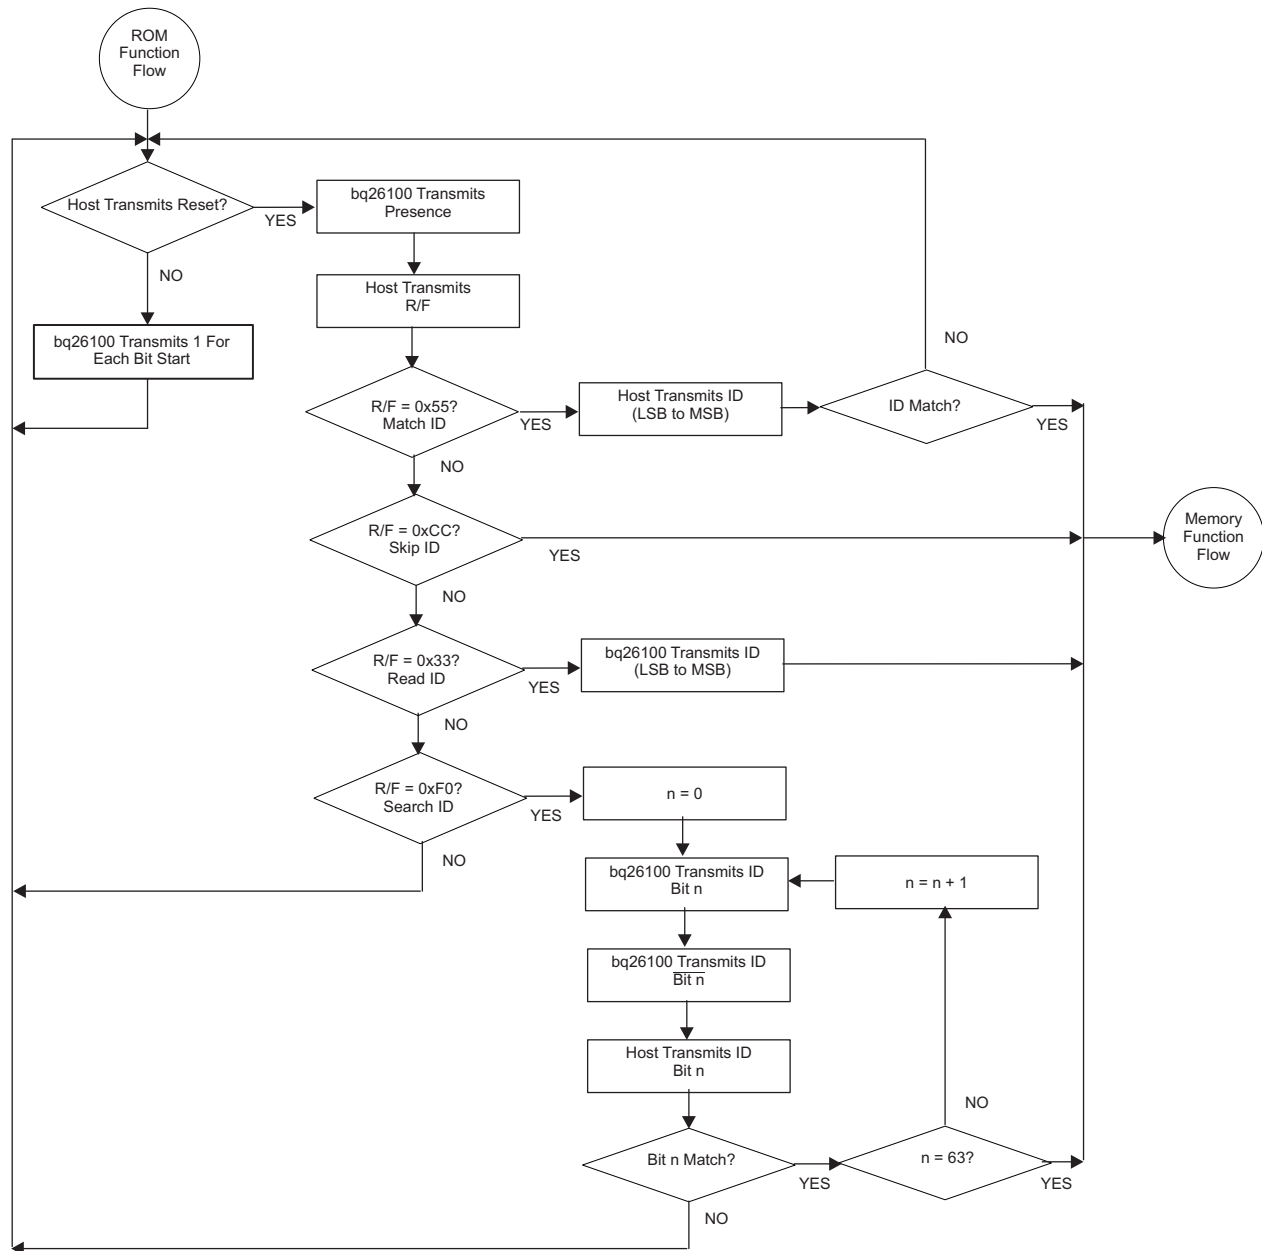 ROM
Function
Flow
Host Transmits Reset?
YES
NO
bq26100 Transmits
Presence
Host Transmits
R/F
bq26100 Transmits 1 For
Each Bit Start
R/F = 0x55?
Match ID
YES
NO
Host Transmits ID
(LSB to MSB)
NO
ID Match?
YES
R/F = 0xCC?
Skip ID
YES
NO
Memory
Function
Flow
R/F = 0x33?
Read ID
YES
NO
bq26100 Transmits ID
(LSB to MSB)
R/F = 0xF0?
Search ID
YES
NO
n = 0
bq26100 Transmits ID
Bit n
n = n + 1
bq26100 Transmits ID
Bit n
Host Transmits ID
Bit n
Bit n Match?
YES
NO
n = 63?
NO
YES